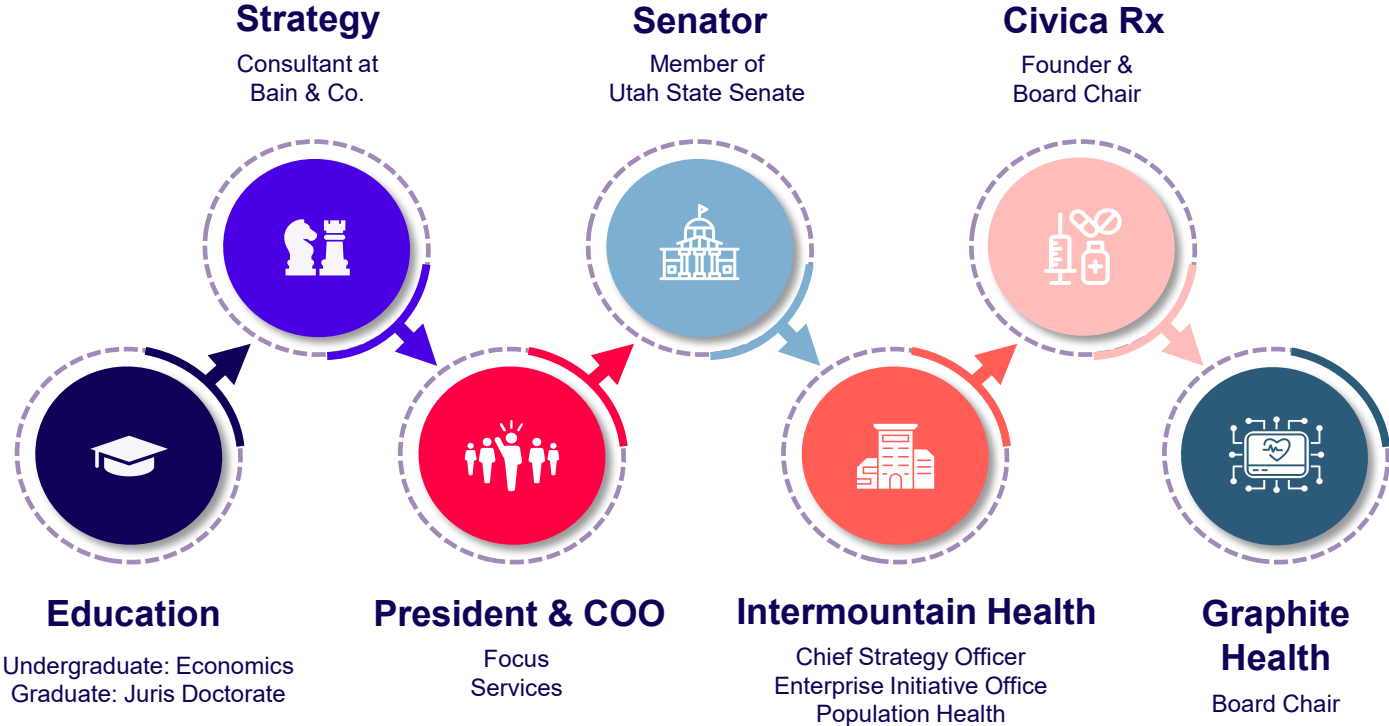 Strategy
Consultant at
Bain & Co.
Senator
Member of
Utah State Senate
Civica Rx
Founder &
Board Chair
Education
Undergraduate: Economics
Graduate: Juris Doctorate
President & COO
Focus
Services
Intermountain Health
Chief Strategy Officer
Enterprise Initiative Office
Population Health
Graphite
Health
Board Chair